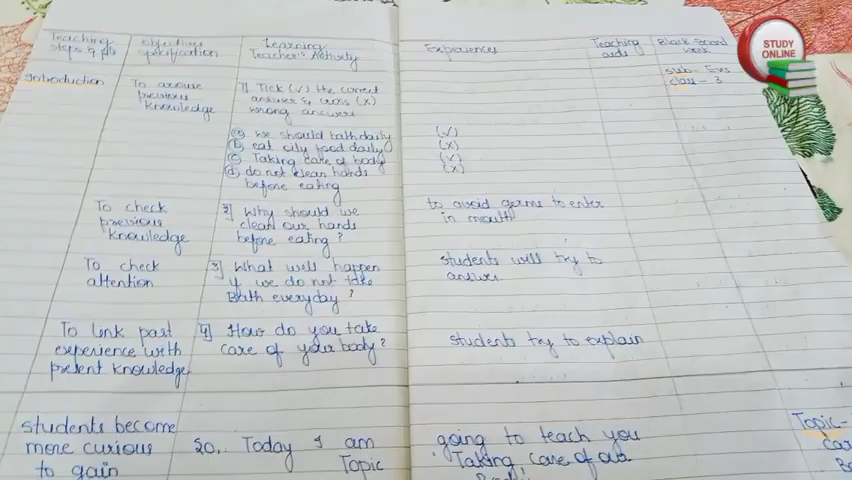 Teaching steps & pts
objectives specification
Learning
Teacher's Activity
Experiences
Teaching aids
Black Board work
STUDY
ONLINE
sub - Evs
class - 3
Introduction
To arouse
previous
knowledge
1] Tick (√) the correct
answer & cross (x)
wrong answers
(a) we should bath daily
(√)
(b) eat oily food daily
(x)
(c) Taking care of body
(√)
(d) do not clean hands
(x)
before eating
To check
previous
knowledge
2] Why should we
clean our hands
before eating?
to avoid germs to enter
in mouth
To check
attention
3] What will happen
if we do not take
Bath everyday?
students will try to
answer
To link past
experience with
present knowledge
4] How do you take
care of your body?
students try to explain
students become
more curious
to gain
So, Today I am
Topic
going to teach you
'Taking care of our
Topic -